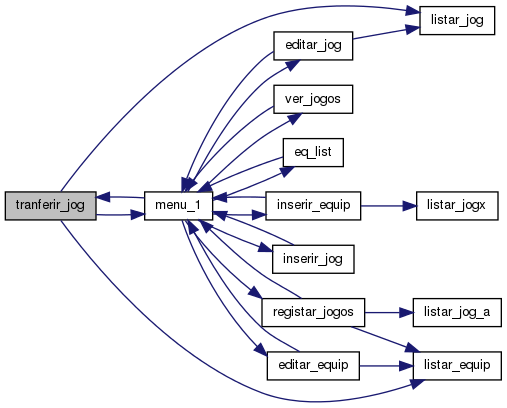 listar_jog
editar_jog
ver_jogos
eq_list
tranferir_jog
menu_1
inserir_equip
listar_jogx
inserir_jog
registar_jogos
listar_jog_a
editar_equip
listar_equip